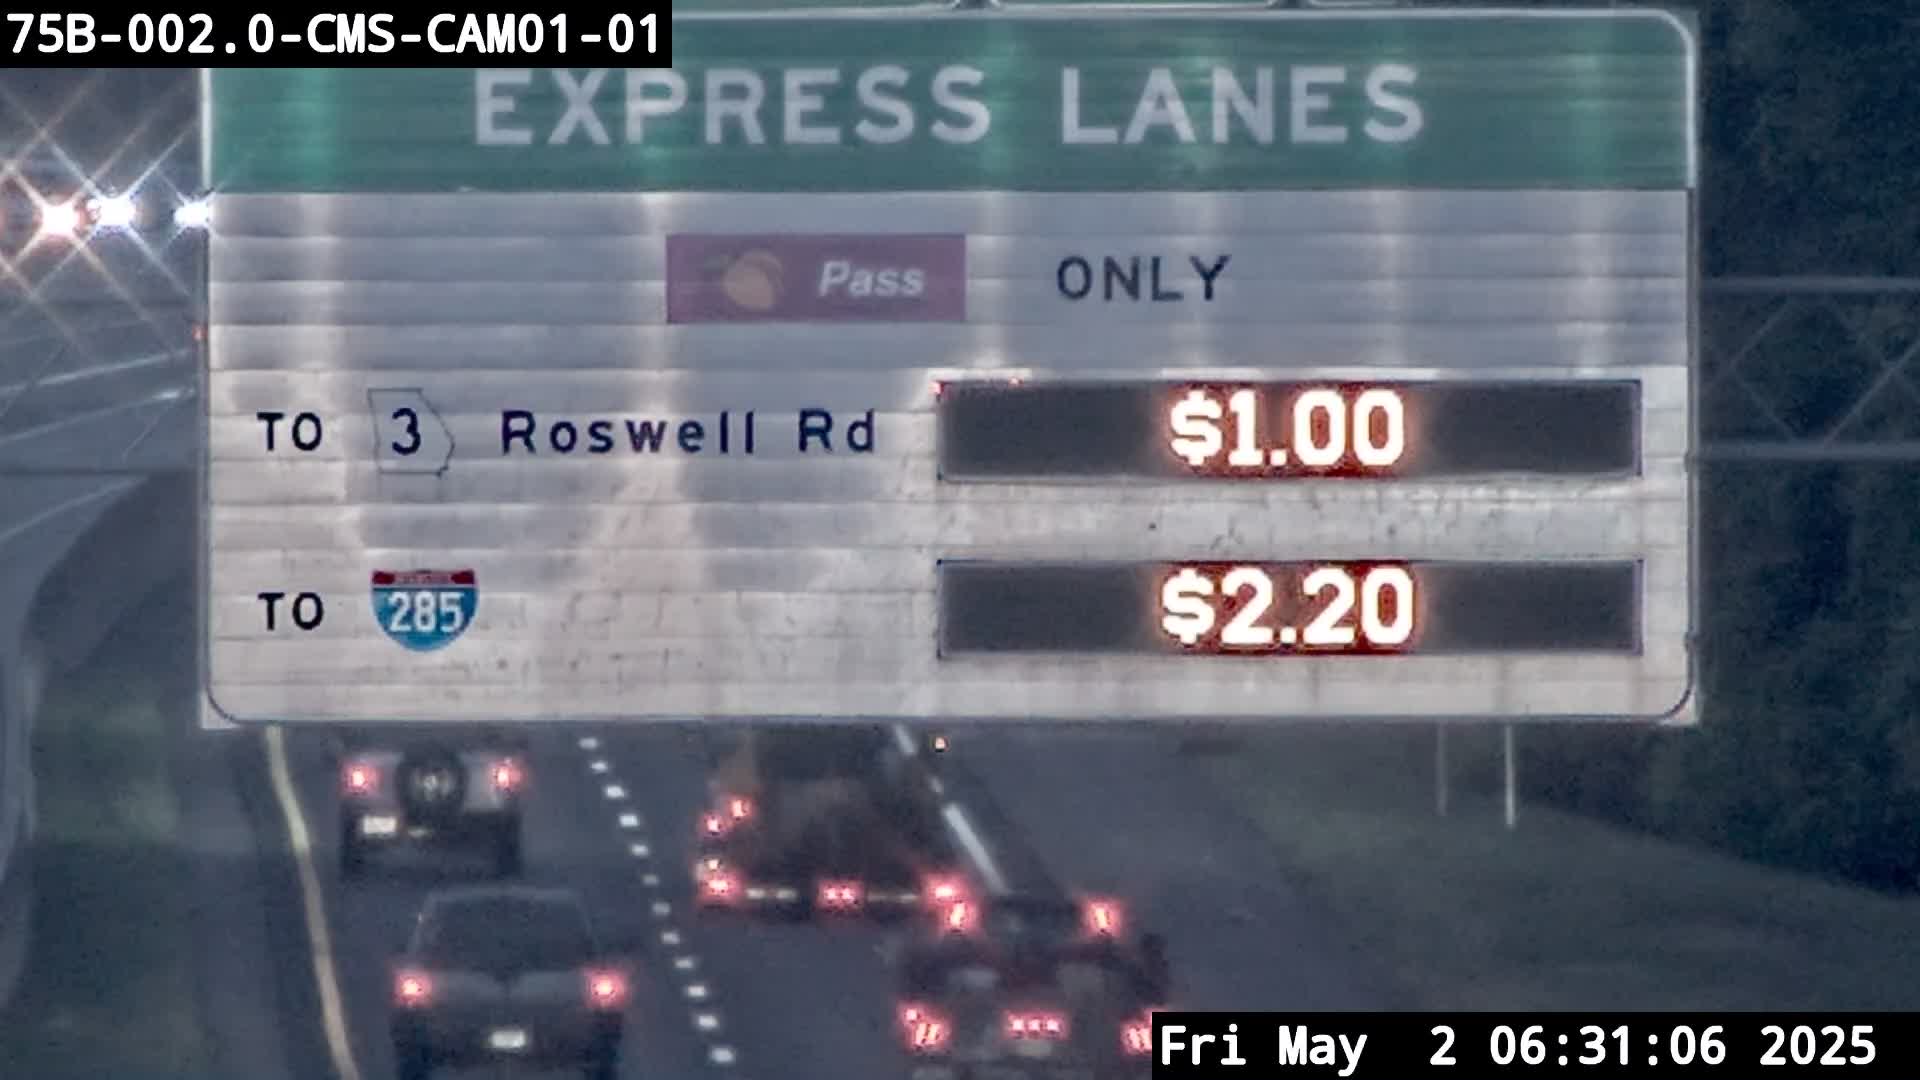 75B-002.0-CMS-CAM01-01
EXPRESS LANES
Pass ONLY
TO 3 Roswell Rd $1.00
TO 285 $2.20
Fri May 2 06:31:06 2025